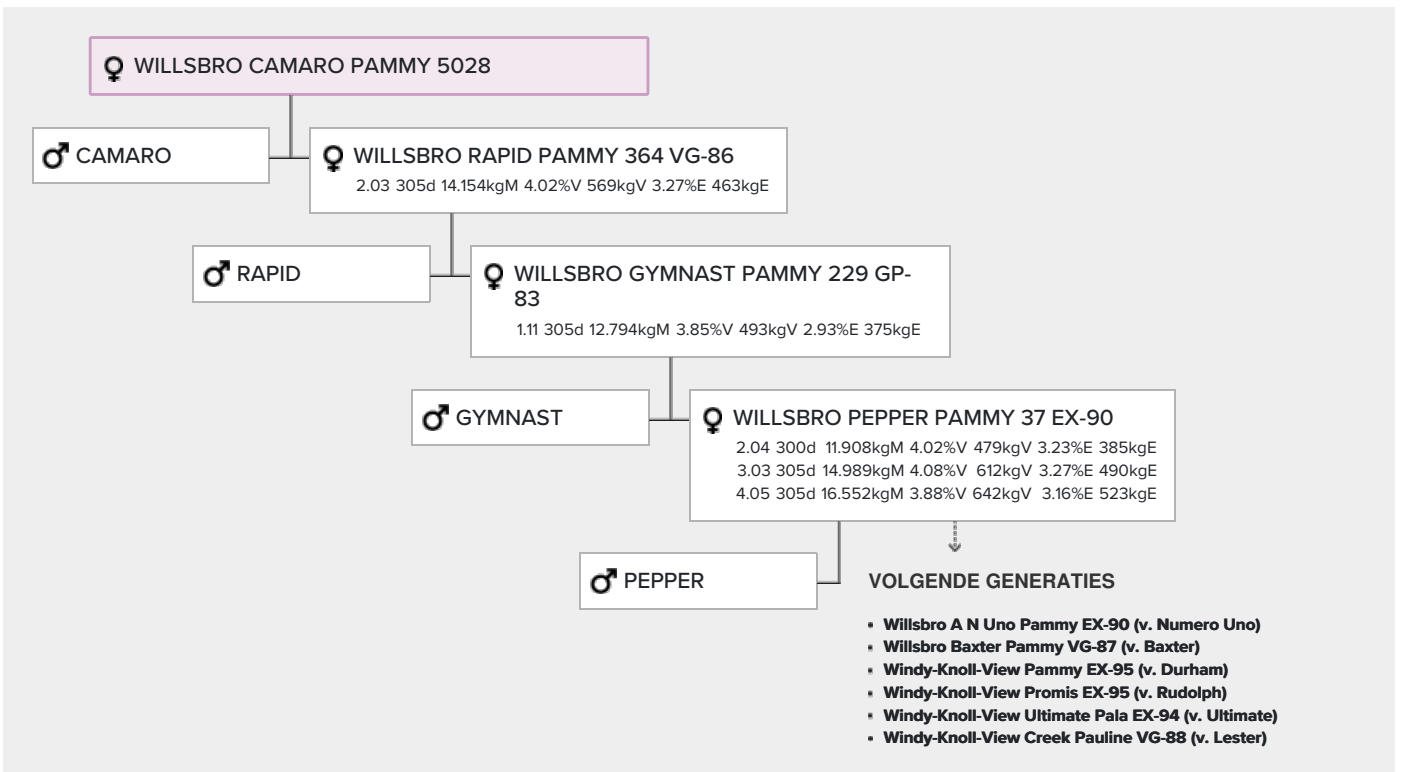 WILLSBRO CAMARO PAMMY 5028
CAMARO
WILLSBRO RAPID PAMMY 364 VG-86
2.03 305d 14.154kgM 4.02%V 569kgV 3.27%E 463kgE
RAPID
WILLSBRO GYMNAST PAMMY 229 GP-
83
1.11 305d 12.794kgM 3.85%V 493kgV 2.93%E 375kgE
GYMNAST
WILLSBRO PEPPER PAMMY 37 EX-90
2.04 300d 11.908kgM 4.02%V 479kgV 3.23%E 385kgE
3.03 305d 14.989kgM 4.08%V 612kgV 3.27%E 490kgE
4.05 305d 16.552kgM 3.88%V 642kgV 3.16%E 523kgE
PEPPER
VOLGENDE GENERATIES
• Willsbro A N Uno Pammy EX-90 (v. Numero Uno)
• Willsbro Baxter Pammy VG-87 (v. Baxter)
• Windy-Knoll-View Pammy EX-95 (v. Durham)
• Windy-Knoll-View Promis EX-95 (v. Rudolph)
• Windy-Knoll-View Ultimate Pala EX-94 (v. Ultimate)
• Windy-Knoll-View Creek Pauline VG-88 (v. Lester)